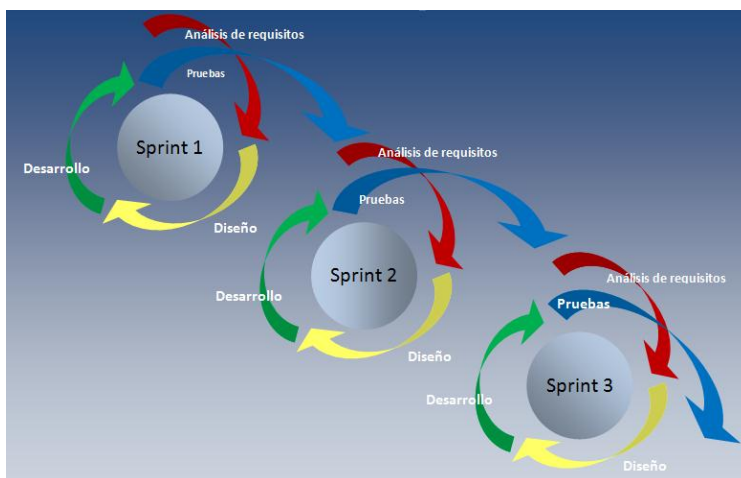 Análisis de requisitos
Pruebas
Sprint 1
Desarrollo
Diseño
Análisis de requisitos
Pruebas
Sprint 2
Desarrollo
Diseño
Análisis de requisitos
Pruebas
Sprint 3
Desarrollo
Diseño